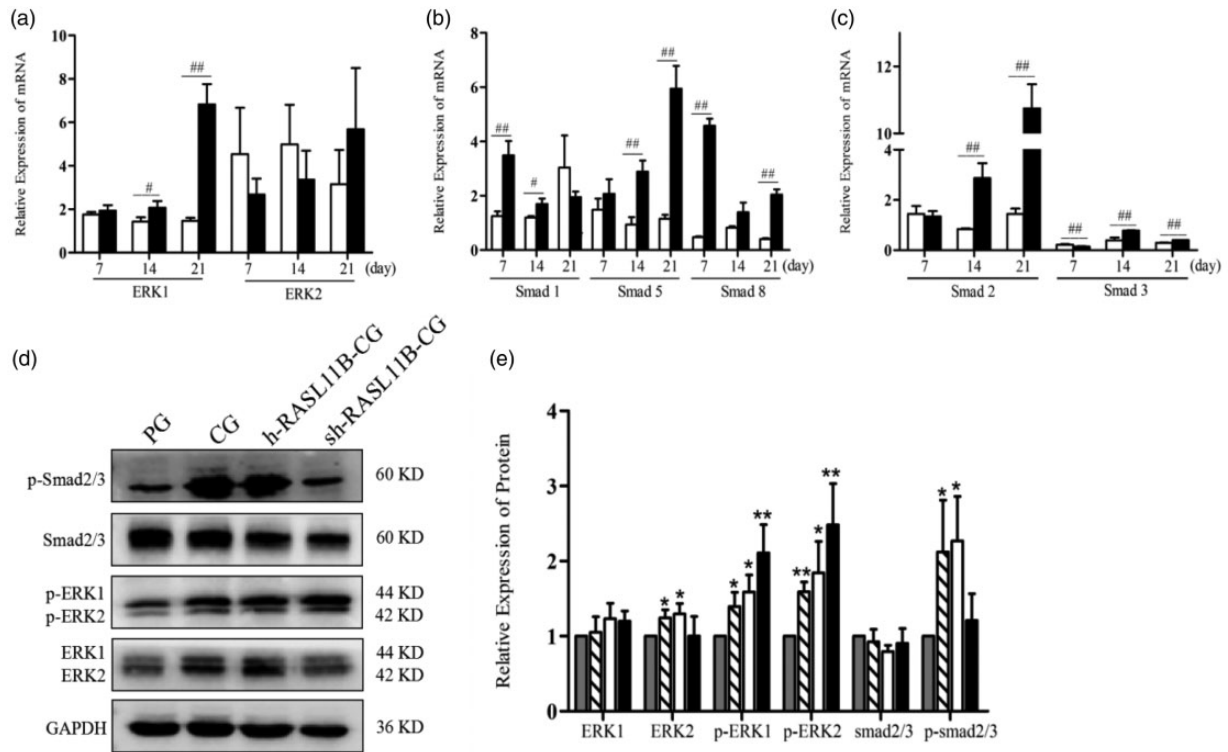 (a)
Relative Expression of mRNA
10
8
6
4
2
0
#
##
7 14 21 7 14 21 (day)
ERK1 ERK2
(b)
Relative Expression of mRNA
8
6
4
2
0
##
#
##
##
##
##
7 14 21 7 14 21 7 14 21 (day)
Smad 1 Smad 5 Smad 8
(c)
Relative Expression of mRNA
12
10
4
2
0
##
##
##
##
##
7 14 21 7 14 21 (day)
Smad 2 Smad 3
(d)
PG CG h-RASL11B-CG sh-RASL11B-CG
p-Smad2/3 60 KD
Smad2/3 60 KD
p-ERK1 44 KD
p-ERK2 42 KD
ERK1 44 KD
ERK2 42 KD
GAPDH 36 KD
(e)
Relative Expression of Protein
4
3
2
1
0
* *
* * **
** * **
* *
ERK1 ERK2 p-ERK1 p-ERK2 smad2/3 p-smad2/3